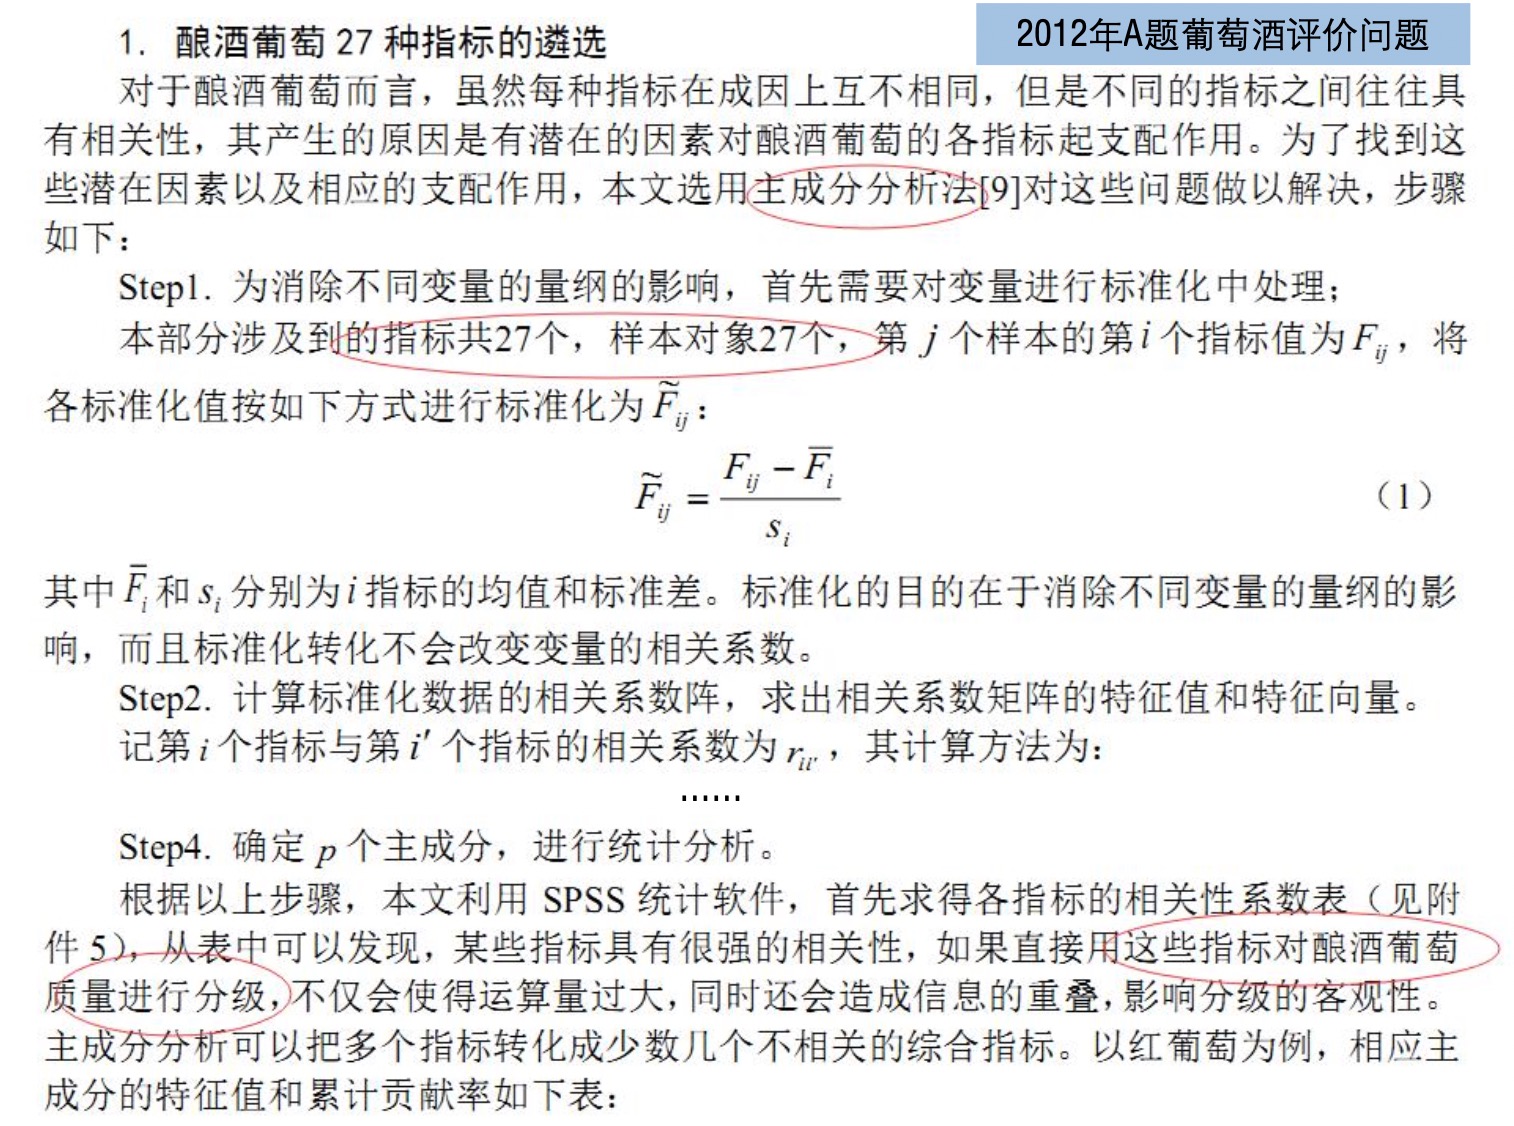 2012年A题葡萄酒评价问题
1. 酿酒葡萄 27 种指标的遴选
对于酿酒葡萄而言，虽然每种指标在成因上互不相同，但是不同的指标之间往往具
有相关性，其产生的原因是有潜在的因素对酿酒葡萄的各指标起支配作用。为了找到这
些潜在因素以及相应的支配作用，本文选用主成分分析法[9]对这些问题做以解决，步骤
如下：
Step1. 为消除不同变量的量纲的影响，首先需要对变量进行标准化中处理；
本部分涉及到的指标共27个，样本对象27个，第 j 个样本的第 i 个指标值为 F_{ij}，将
各标准化值按如下方式进行标准化为 \tilde{F}_{ij}：
\tilde{F}_{ij} = \frac{F_{ij} - \bar{F}_i}{s_i} （1）
其中 \bar{F}_i 和 s_i 分别为 i 指标的均值和标准差。标准化的目的在于消除不同变量的量纲的影
响，而且标准化转化不会改变变量的相关系数。
Step2. 计算标准化数据的相关系数阵，求出相关系数矩阵的特征值和特征向量。
记第 i 个指标与第 i' 个指标的相关系数为 r_{ii'}，其计算方法为：
……
Step4. 确定 p 个主成分，进行统计分析。
根据以上步骤，本文利用 SPSS 统计软件，首先求得各指标的相关性系数表（见附
件 5），从表中可以发现，某些指标具有很强的相关性，如果直接用这些指标对酿酒葡萄
质量进行分级，不仅会使得运算量过大，同时还会造成信息的重叠，影响分级的客观性。
主成分分析可以把多个指标转化成少数几个不相关的综合指标。以红葡萄为例，相应主
成分的特征值和累计贡献率如下表：